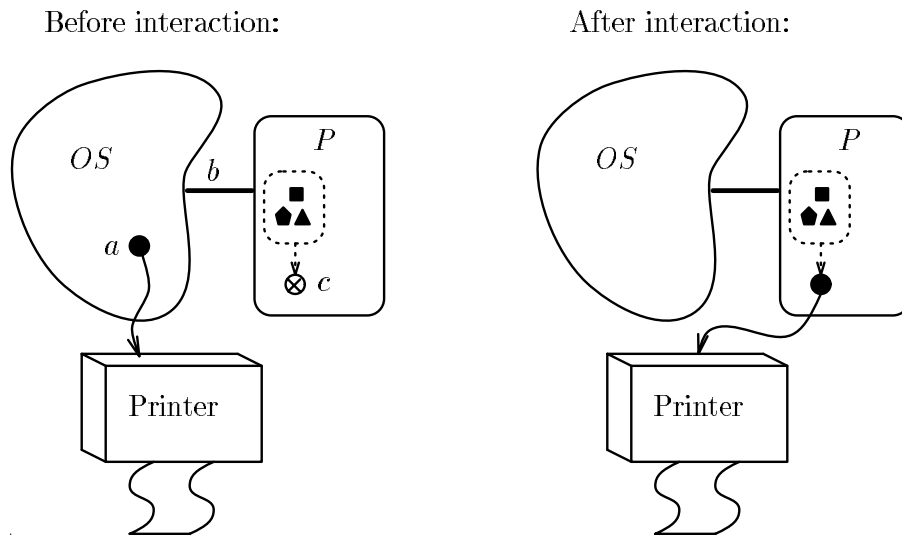 Before interaction:
After interaction:
OS
b
P
a
c
Printer
OS
P
Printer